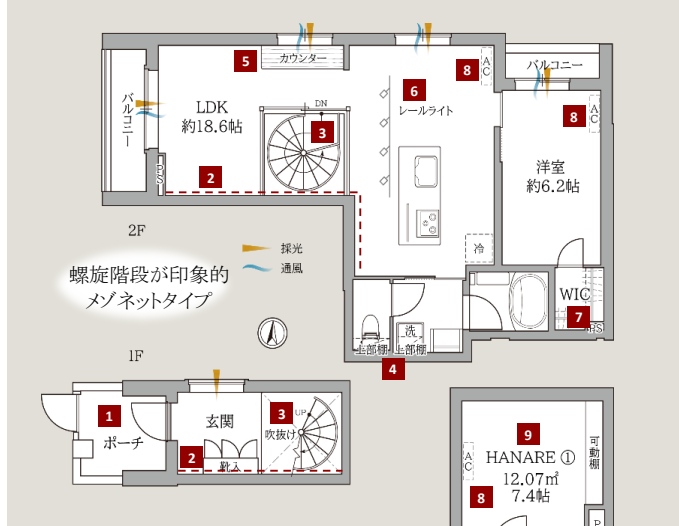 5
カウンター
8
AC
バルコニー
バルコニー
LDK
約18.6帖
DN
3
6
レールライト
8
AC
洋室
約6.2帖
PS
2
冷
2F
採光
通風
螺旋階段が印象的
メゾネットタイプ
WIC
7
PS
洗
上部棚
上部棚
4
1F
1
ポーチ
玄関
2
靴入
3
UP
吹抜け
9
HANARE ①
12.07㎡
7.4帖
AC
8
可動棚
P